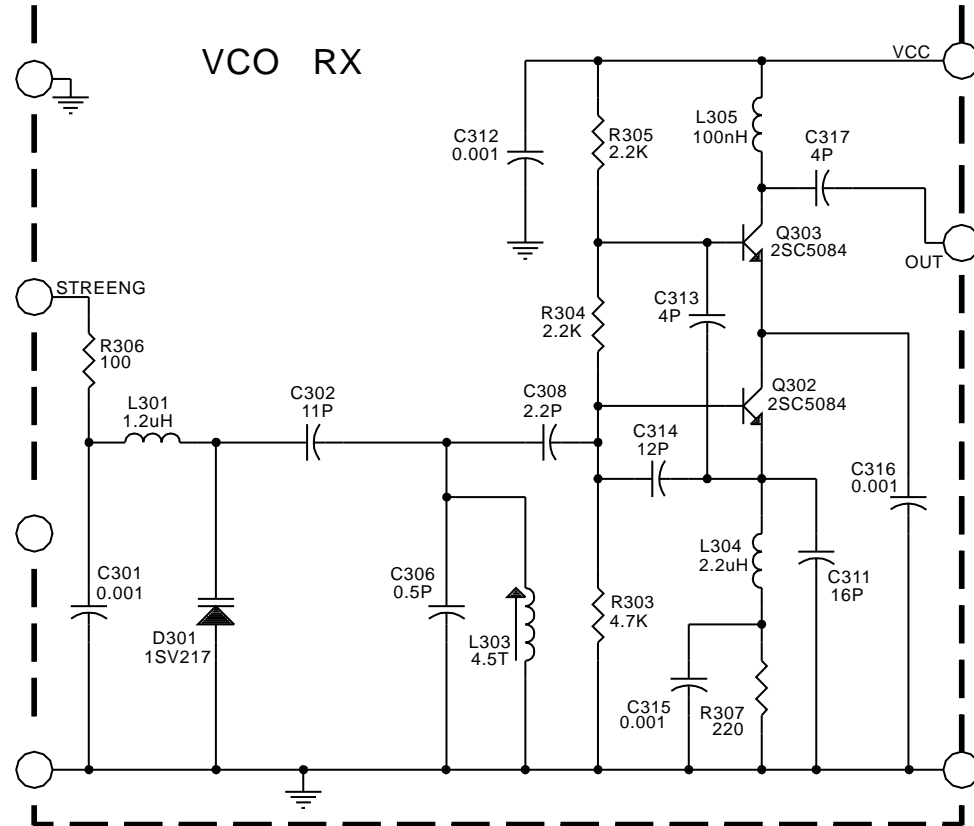 VCO RX
VCC
L305
100nH
C312
0.001
R305
2.2K
C317
4P
Q303
2SC5084
OUT
STREENG
C313
4P
R304
2.2K
R306
100
L301
1.2uH
C302
11P
C308
2.2P
Q302
2SC5084
C314
12P
C316
0.001
L304
2.2uH
C301
0.001
C306
0.5P
C311
16P
R303
4.7K
D301
1SV217
L303
4.5T
C315
0.001
R307
220